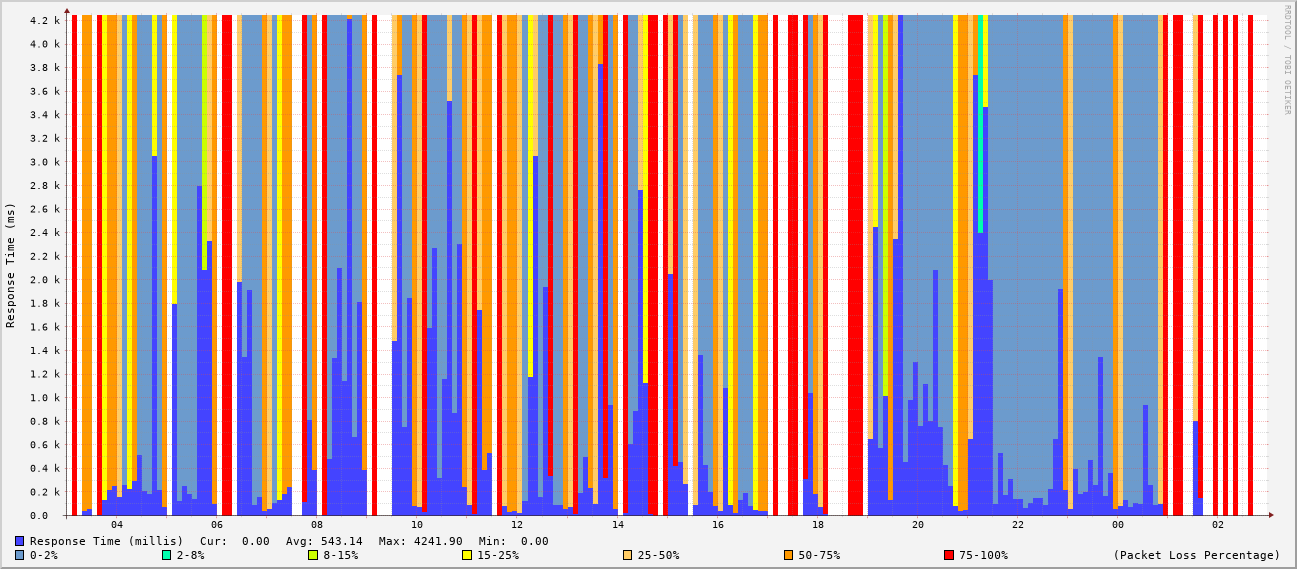 RRDTOOL / TOBI OETIKER
Response Time (ms)
4.2 k
4.0 k
3.8 k
3.6 k
3.4 k
3.2 k
3.0 k
2.8 k
2.6 k
2.4 k
2.2 k
2.0 k
1.8 k
1.6 k
1.4 k
1.2 k
1.0 k
0.8 k
0.6 k
0.4 k
0.2 k
0.0
04 06 08 10 12 14 16 18 20 22 00 02
Response Time (millis) Cur: 0.00 Avg: 543.14 Max: 4241.90 Min: 0.00
0-2% 2-8% 8-15% 15-25% 25-50% 50-75% 75-100% (Packet Loss Percentage)